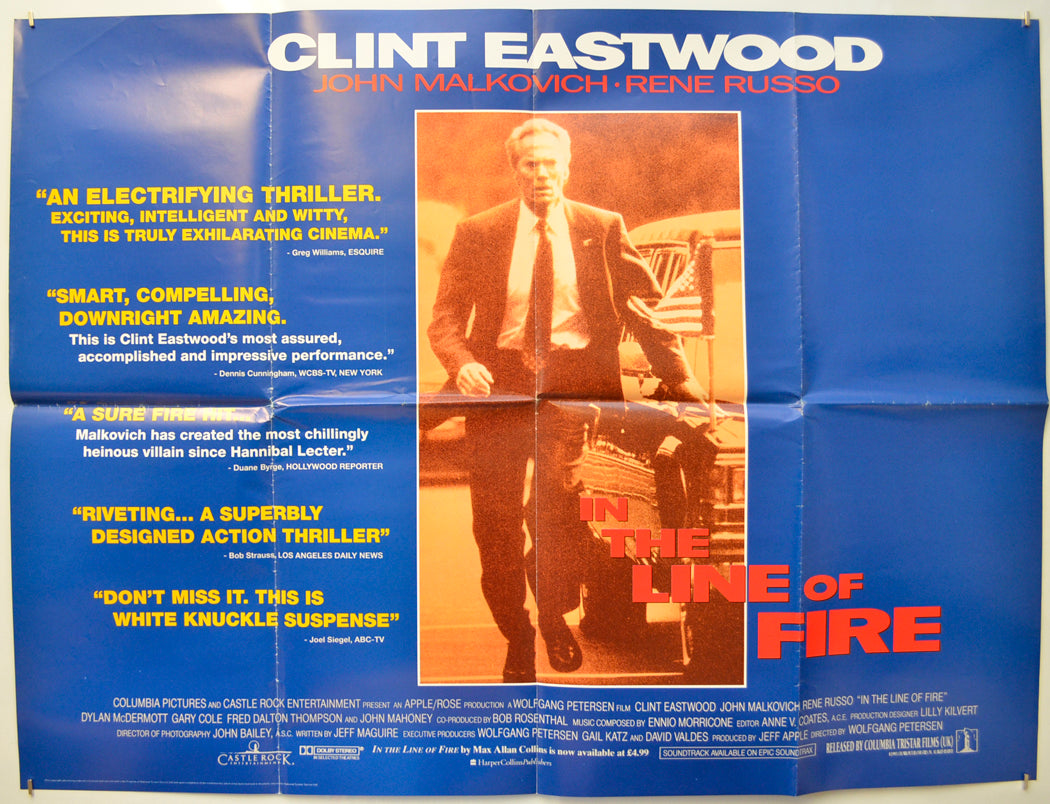 CLINT EASTWOOD
JOHN MALKOVICH · RENE RUSSO
“AN ELECTRIFYING THRILLER.
EXCITING, INTELLIGENT AND WITTY,
THIS IS TRULY EXHILARATING CINEMA.”
- Greg Williams, ESQUIRE
“SMART, COMPELLING,
DOWNRIGHT AMAZING.
This is Clint Eastwood’s most assured,
accomplished and impressive performance.”
- Dennis Cunningham, WCBS-TV, NEW YORK
“A SURE FIRE HIT...
Malkovich has created the most chillingly
heinous villain since Hannibal Lecter.”
- Duane Byrge, HOLLYWOOD REPORTER
“RIVETING... A SUPERBLY
DESIGNED ACTION THRILLER”
- Bob Strauss, LOS ANGELES DAILY NEWS
“DON’T MISS IT. THIS IS
WHITE KNUCKLE SUSPENSE”
- Joel Siegel, ABC-TV
IN
THE
LINE OF
FIRE
COLUMBIA PICTURES AND CASTLE ROCK ENTERTAINMENT PRESENT AN APPLE/ROSE PRODUCTION A WOLFGANG PETERSEN FILM CLINT EASTWOOD JOHN MALKOVICH RENE RUSSO “IN THE LINE OF FIRE”
DYLAN McDERMOTT GARY COLE FRED DALTON THOMPSON AND JOHN MAHONEY CO-PRODUCED BY BOB ROSENTHAL MUSIC COMPOSED BY ENNIO MORRICONE EDITOR ANNE V. COATES, A.C.E. PRODUCTION DESIGNER LILLY KILVERT
DIRECTOR OF PHOTOGRAPHY JOHN BAILEY, A.S.C. WRITTEN BY JEFF MAGUIRE EXECUTIVE PRODUCERS WOLFGANG PETERSEN GAIL KATZ AND DAVID VALDES PRODUCED BY JEFF APPLE DIRECTED BY WOLFGANG PETERSEN
CASTLE ROCK ENTERTAINMENT
DOLBY STEREO IN SELECTED THEATRES
IN THE LINE OF FIRE by Max Allan Collins is now available at £4.99
HarperCollinsPublishers
SOUNDTRACK AVAILABLE ON EPIC SOUNDTRAX
RELEASED BY COLUMBIA TRISTAR FILMS (UK)